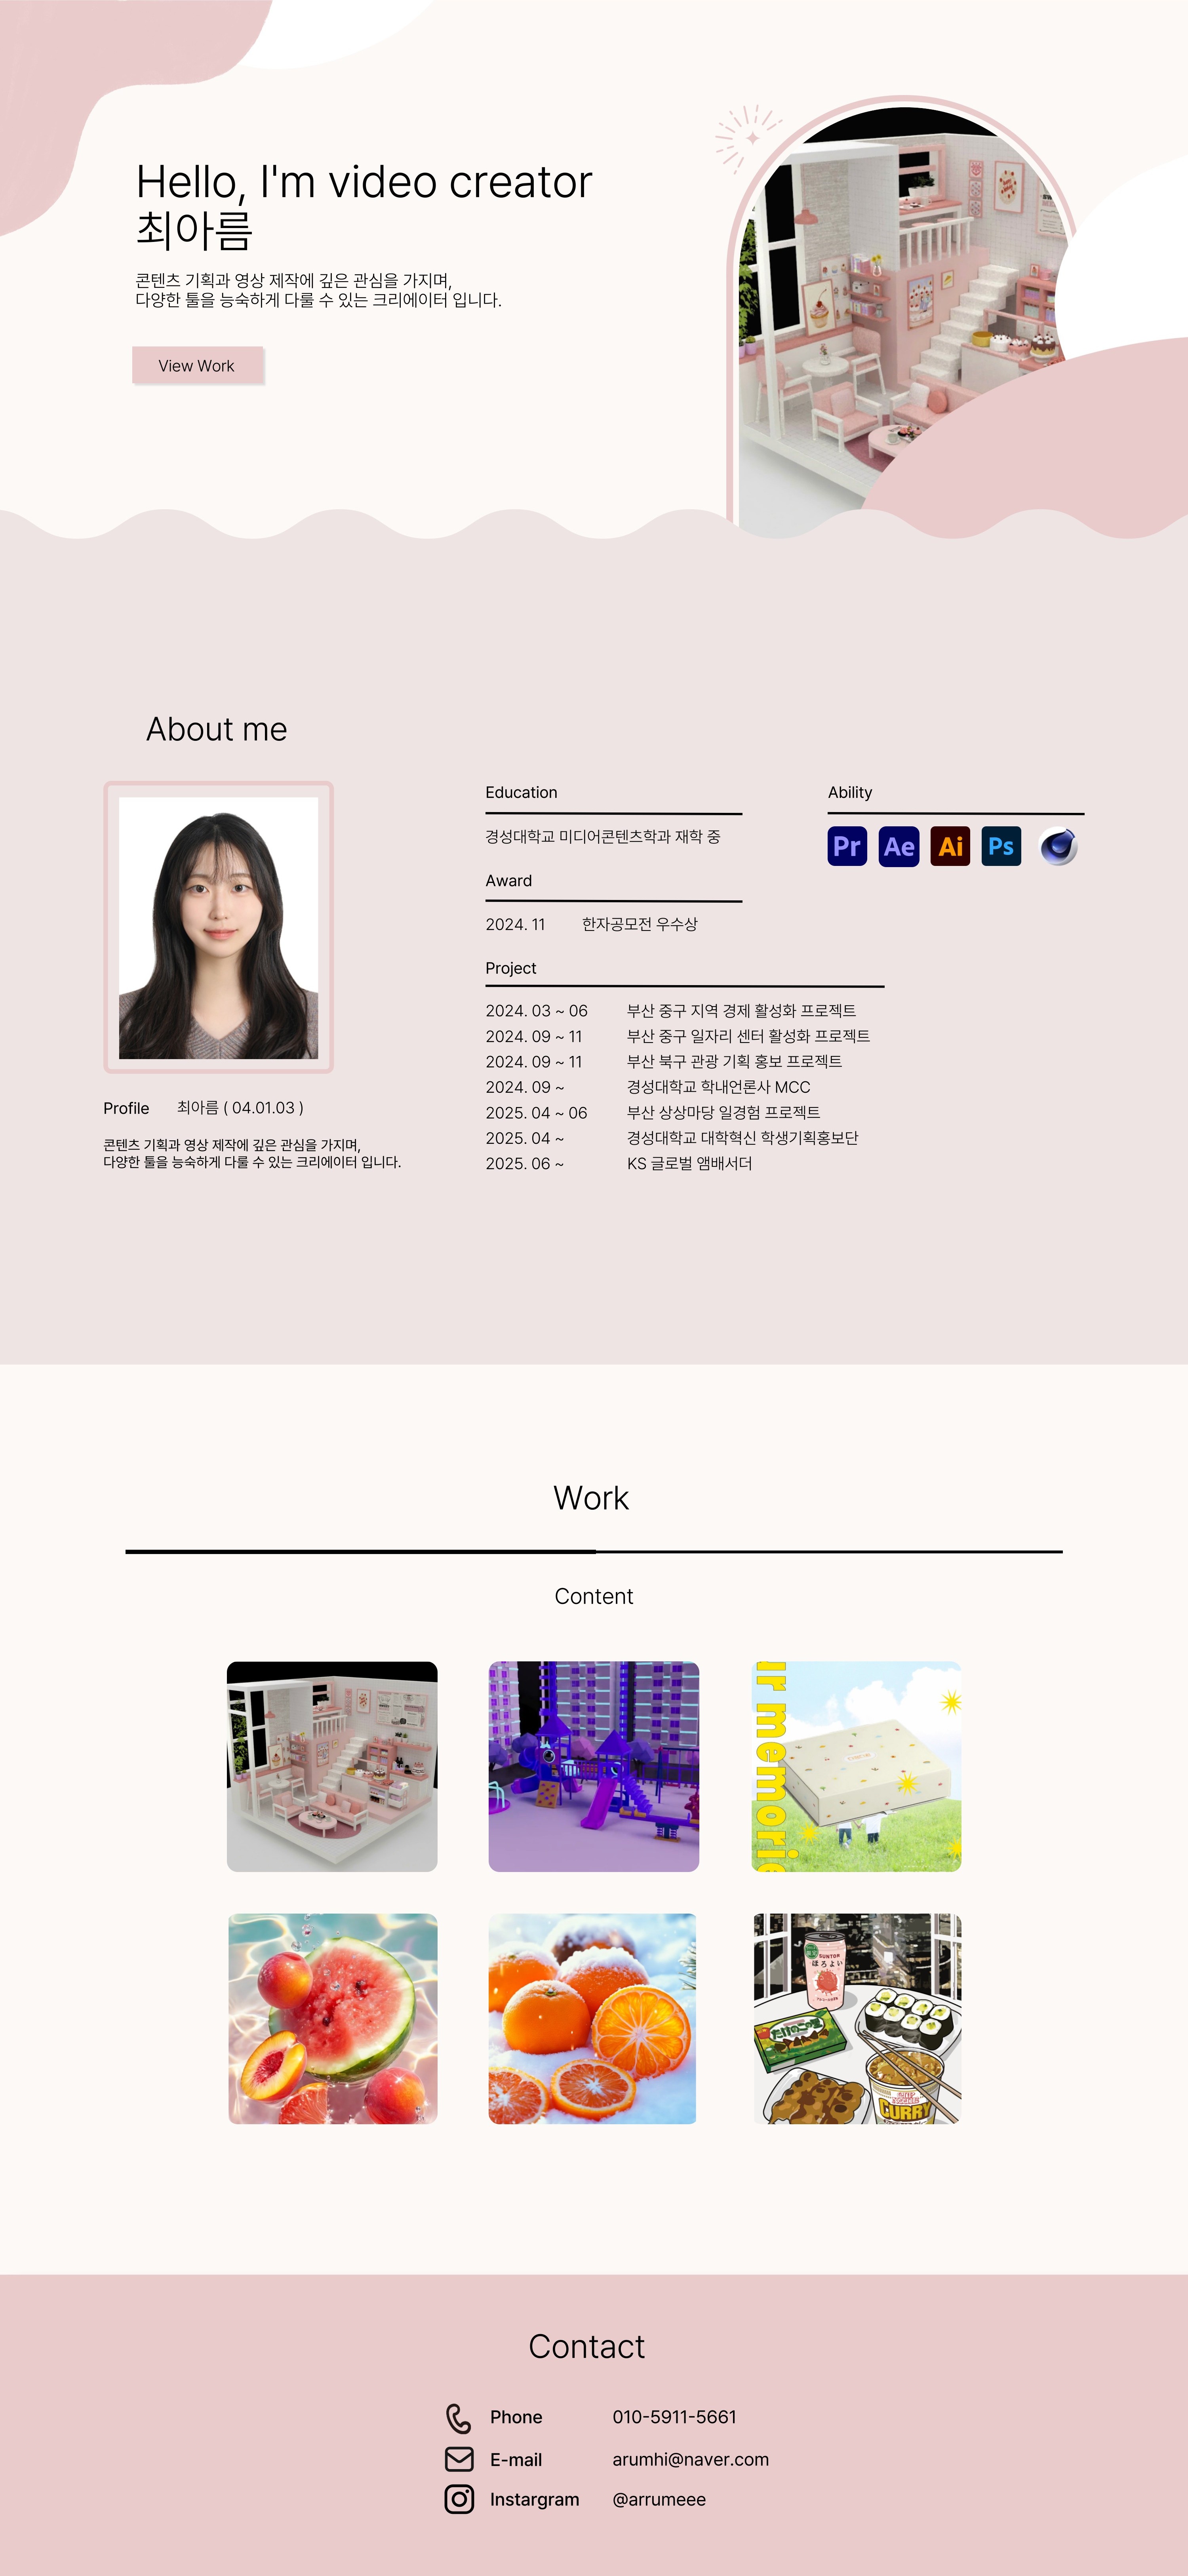 Hello, I'm video creator
최아름
콘텐츠 기획과 영상 제작에 깊은 관심을 가지며,
다양한 툴을 능숙하게 다룰 수 있는 크리에이터 입니다.
View Work
About me
Education
경성대학교 미디어콘텐츠학과 재학 중
Award
2024. 11 한자공모전 우수상
Project
2024. 03 ~ 06 부산 중구 지역 경제 활성화 프로젝트
2024. 09 ~ 11 부산 중구 일자리 센터 활성화 프로젝트
2024. 09 ~ 11 부산 북구 관광 기획 홍보 프로젝트
2024. 09 ~ 경성대학교 학내언론사 MCC
2025. 04 ~ 06 부산 상상마당 일경험 프로젝트
2025. 04 ~ 경성대학교 대학혁신 학생기획홍보단
2025. 06 ~ KS 글로벌 앰배서더
Ability
Pr Ae Ai Ps
Profile 최아름 ( 04.01.03 )
콘텐츠 기획과 영상 제작에 깊은 관심을 가지며,
다양한 툴을 능숙하게 다룰 수 있는 크리에이터 입니다.
Work
Content
ur memorie
SUNTORY
ほろよい
たけのこの里
CURRY
Contact
Phone 010-5911-5661
E-mail arumhi@naver.com
Instargram @arrumeee